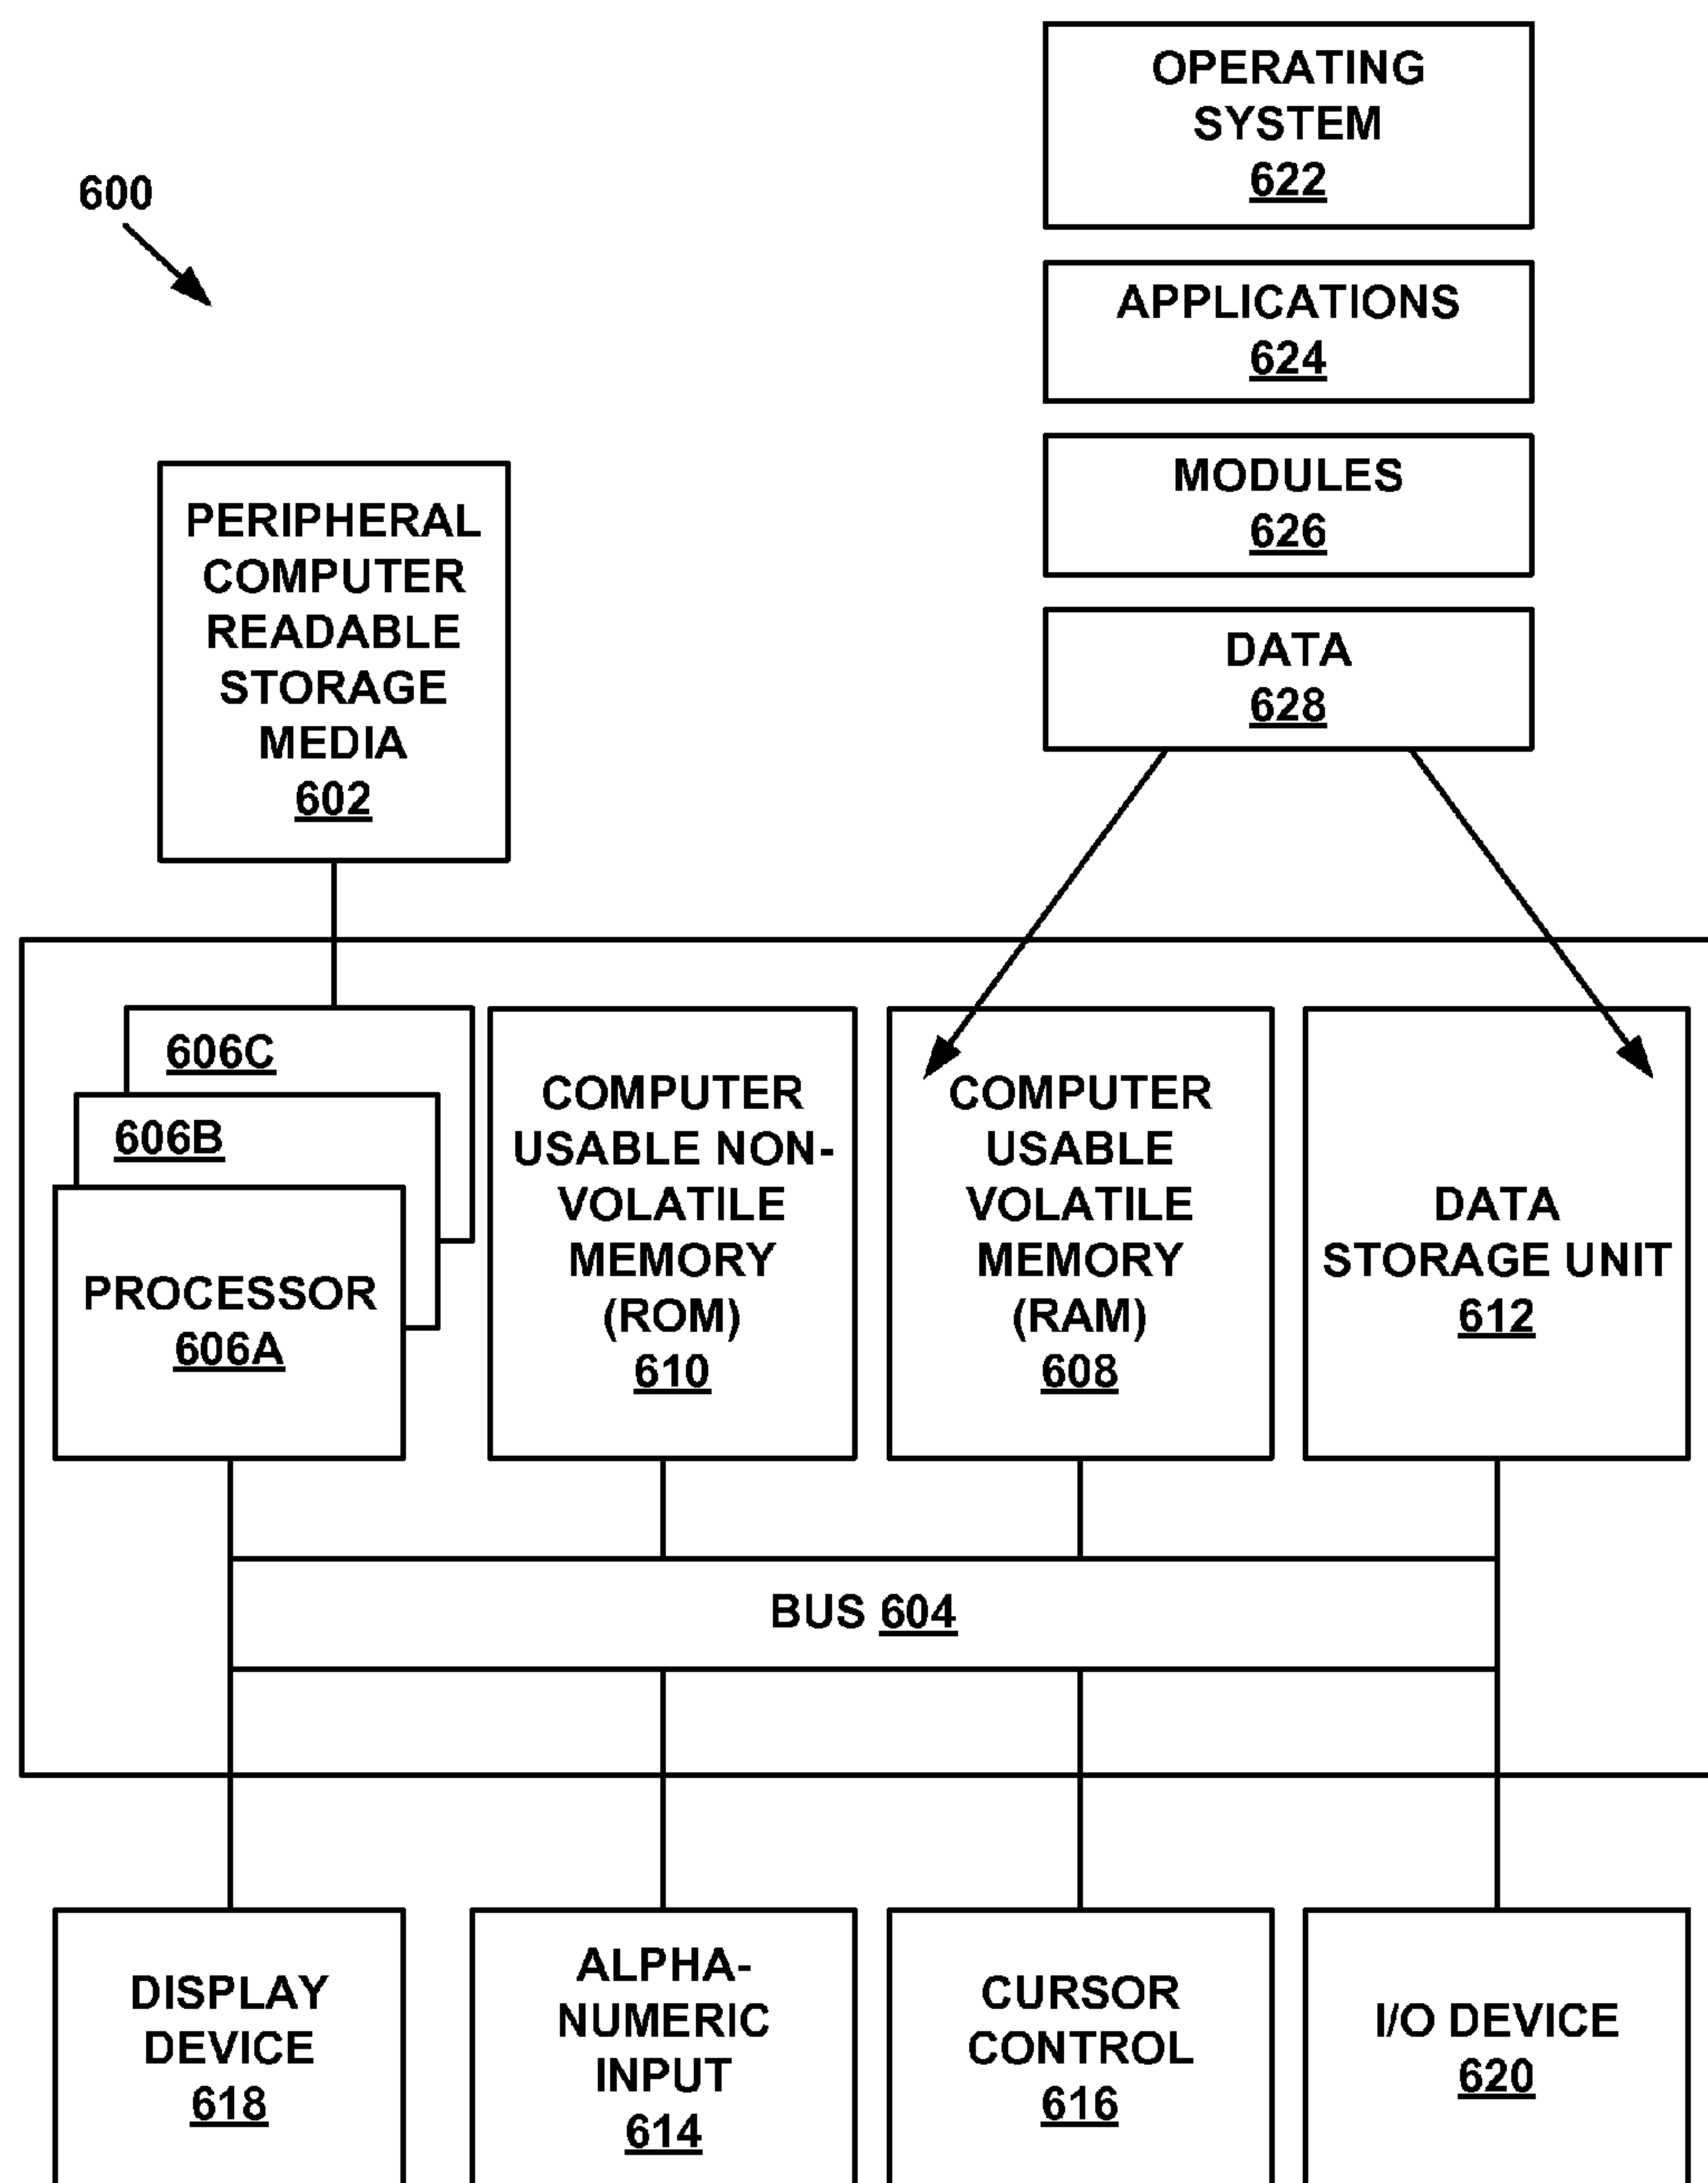 600
OPERATING
SYSTEM
622
APPLICATIONS
624
MODULES
626
DATA
628
PERIPHERAL
COMPUTER
READABLE
STORAGE
MEDIA
602
606C
606B
PROCESSOR
606A
COMPUTER
USABLE NON-
VOLATILE
MEMORY
(ROM)
610
COMPUTER
USABLE
VOLATILE
MEMORY
(RAM)
608
DATA
STORAGE UNIT
612
BUS 604
DISPLAY
DEVICE
618
ALPHA-
NUMERIC
INPUT
614
CURSOR
CONTROL
616
I/O DEVICE
620